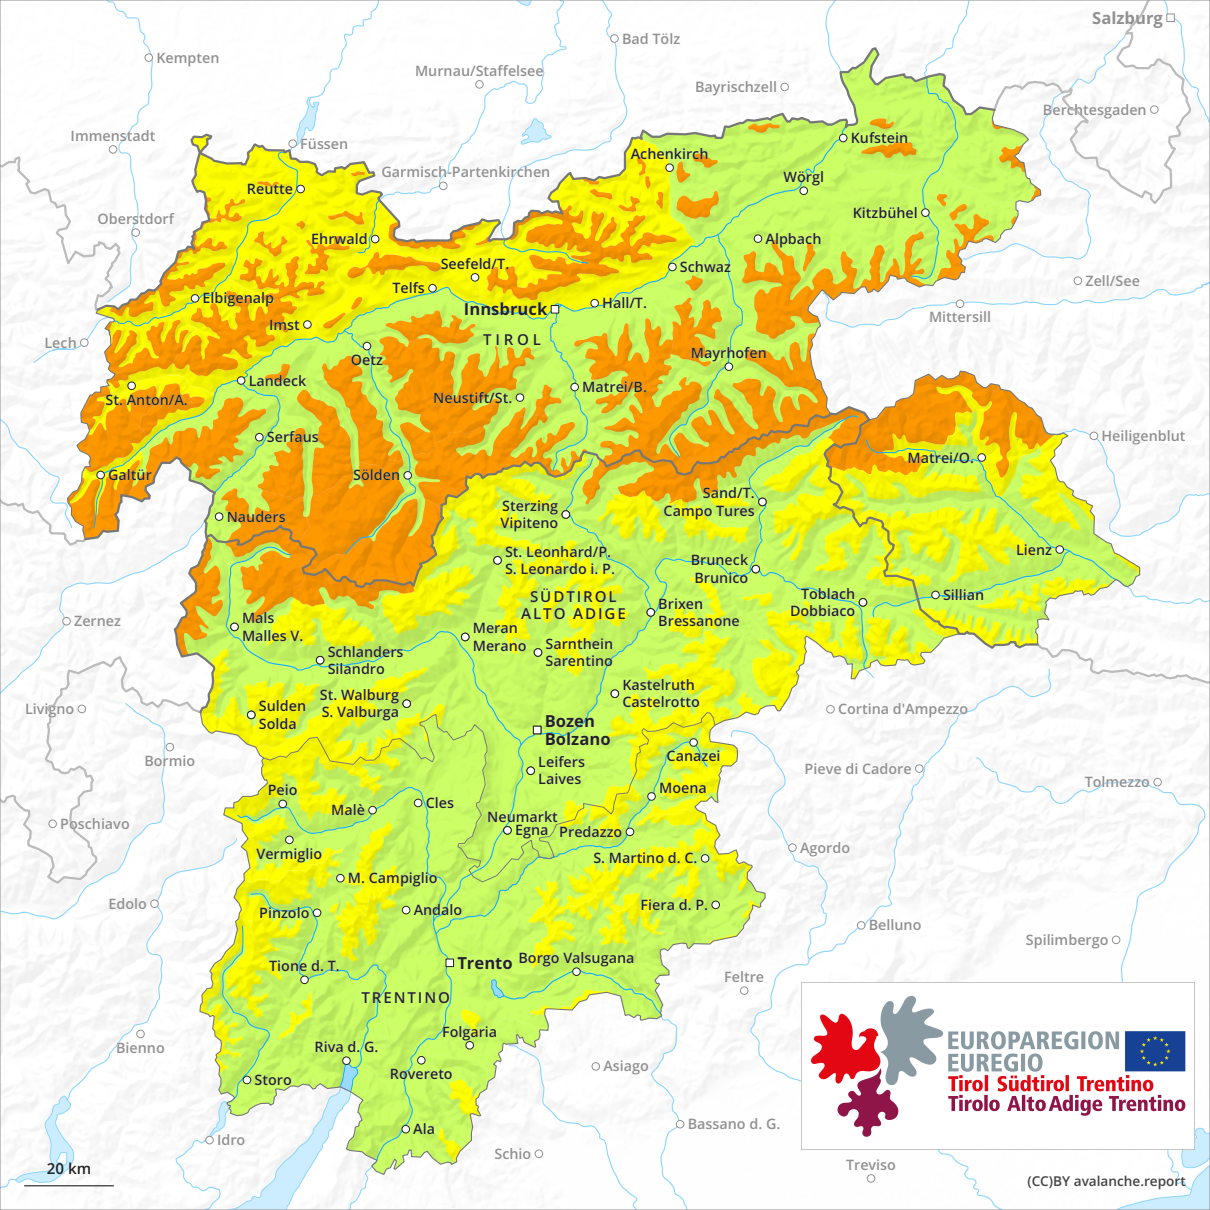 Salzburg
Bad Tölz
Kempten
Murnau/Staffelsee
Bayrischzell
Berchtesgaden
Immenstadt
Füssen
Kufstein
Achenkirch
Garmisch-Partenkirchen
Wörgl
Reutte
Oberstdorf
Kitzbühel
Ehrwald
Alpbach
Seefeld/T.
Schwaz
Zell/See
Telfs
Elbigenalp
Hall/T.
Innsbruck
Mittersill
Imst
TIROL
Lech
Mayrhofen
Oetz
Landeck
Matrei/B.
St. Anton/A.
Neustift/St.
Serfaus
Heiligenblut
Matrei/O.
Galtür
Sölden
Sand/T.
Campo Tures
Sterzing
Vipiteno
Nauders
St. Leonhard/P.
S. Leonardo i. P.
Lienz
Bruneck
Brunico
SÜDTIROL
ALTO ADIGE
Toblach
Dobbiaco
Sillian
Brixen
Bressanone
Zernez
Mals
Malles V.
Meran
Merano
Sarnthein
Sarentino
Schlanders
Silandro
Kastelruth
Castelrotto
St. Walburg
S. Valburga
Sulden
Solda
Livigno
Cortina d'Ampezzo
Bozen
Bolzano
Bormio
Canazei
Leifers
Laives
Pieve di Cadore
Tolmezzo
Peio
Moena
Malè
Cles
Neumarkt
Egna
Predazzo
Poschiavo
Vermiglio
Agordo
S. Martino d. C.
M. Campiglio
Edolo
Pinzolo
Andalo
Fiera d. P.
Belluno
Spilimbergo
Trento
Borgo Valsugana
Tione d. T.
Feltre
TRENTINO
Folgaria
Bienno
Riva d. G.
Rovereto
Storo
Asiago
EUROPAREGION
EUREGIO
Tirol Südtirol Trentino
Tirolo Alto Adige Trentino
Ala
Bassano d. G.
Idro
Schio
Treviso
20 km
(CC)BY avalanche.report